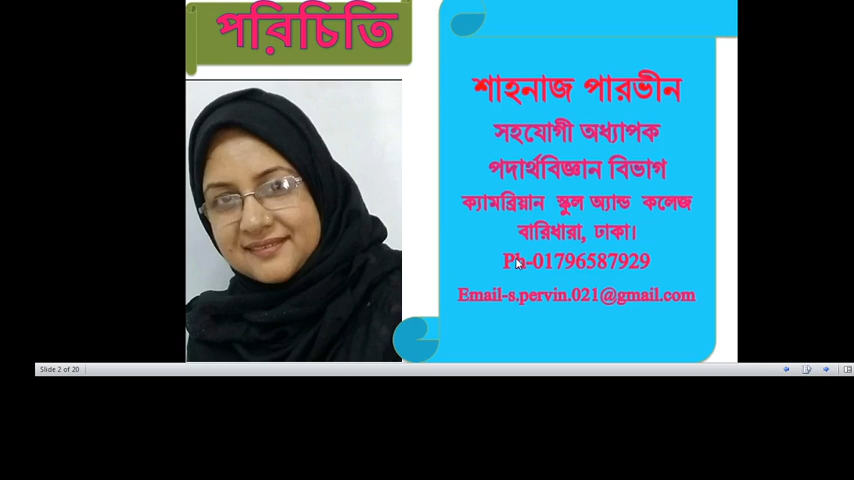 পরিচিতি
শাহনাজ পারভীন
সহযোগী অধ্যাপক
পদার্থবিজ্ঞান বিভাগ
ক্যামব্রিয়ান স্কুল অ্যান্ড কলেজ
বারিধারা, ঢাকা।
Ph-01796587929
Email-s.pervin.021@gmail.com
Slide 2 of 20